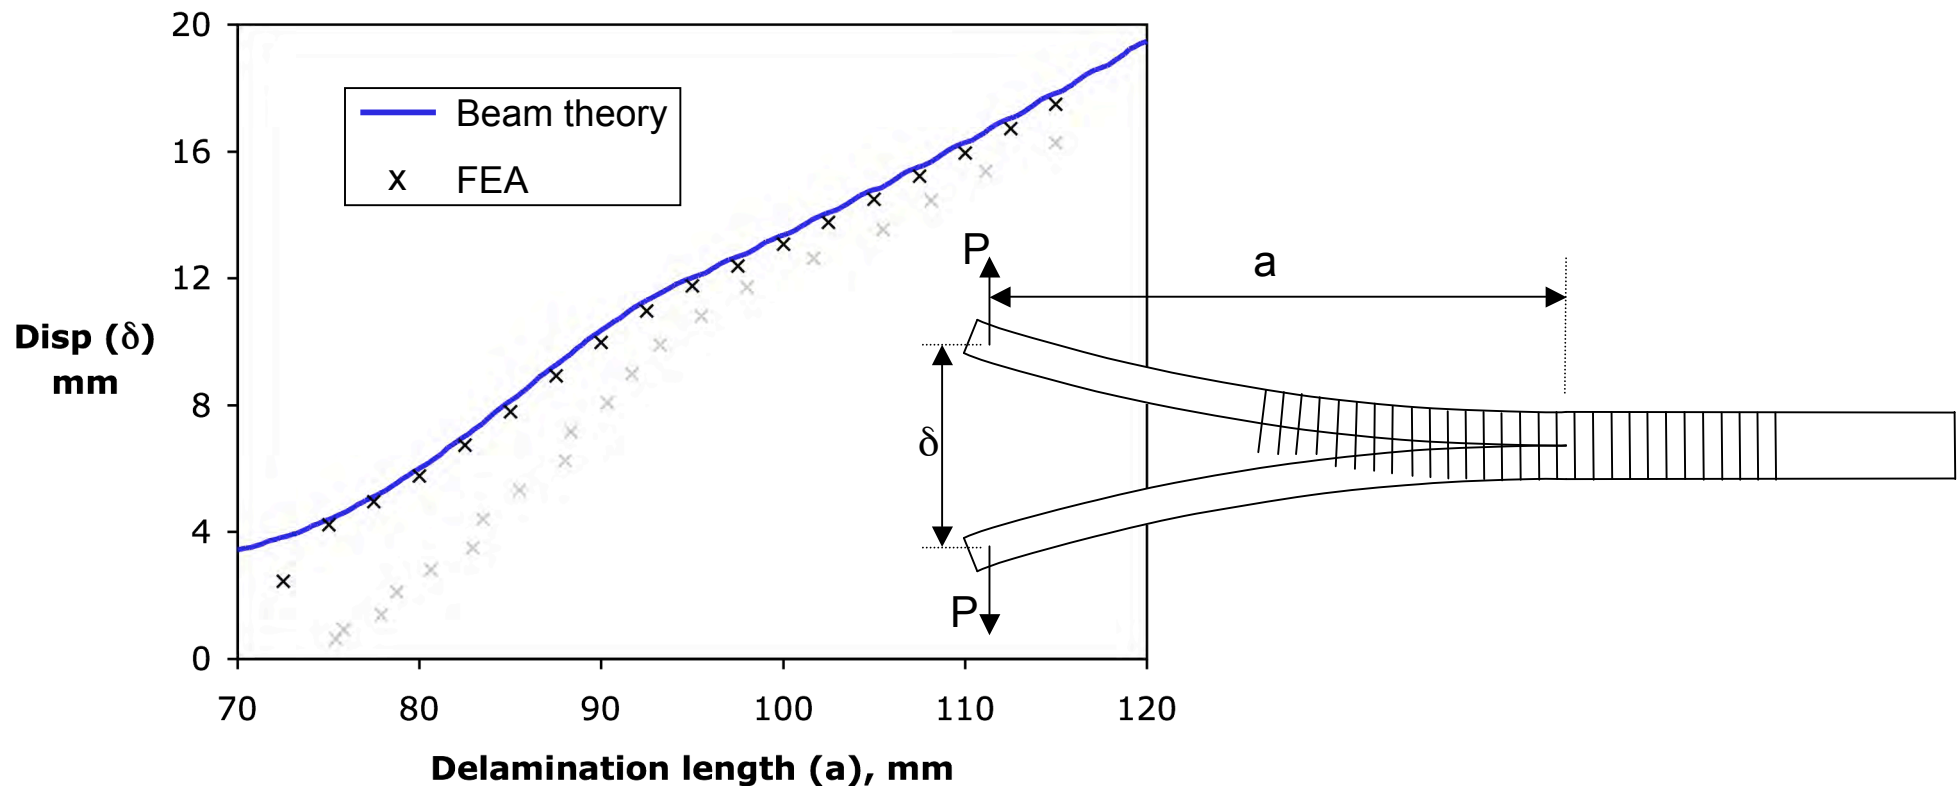 20
16
12
8
4
0
Disp (δ)
mm
Beam theory
x FEA
70 80 90 100 110 120
Delamination length (a), mm
P
a
δ
P